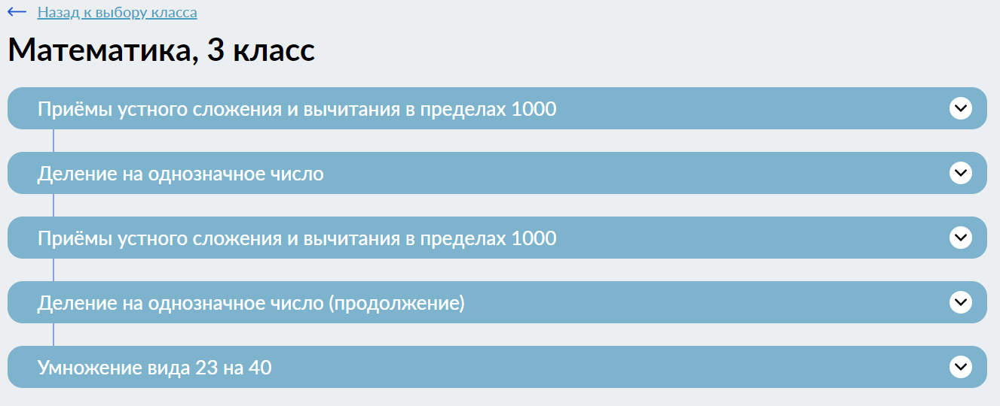 Назад к выбору класса
Математика, 3 класс
Приёмы устного сложения и вычитания в пределах 1000
Деление на однозначное число
Приёмы устного сложения и вычитания в пределах 1000
Деление на однозначное число (продолжение)
Умножение вида 23 на 40